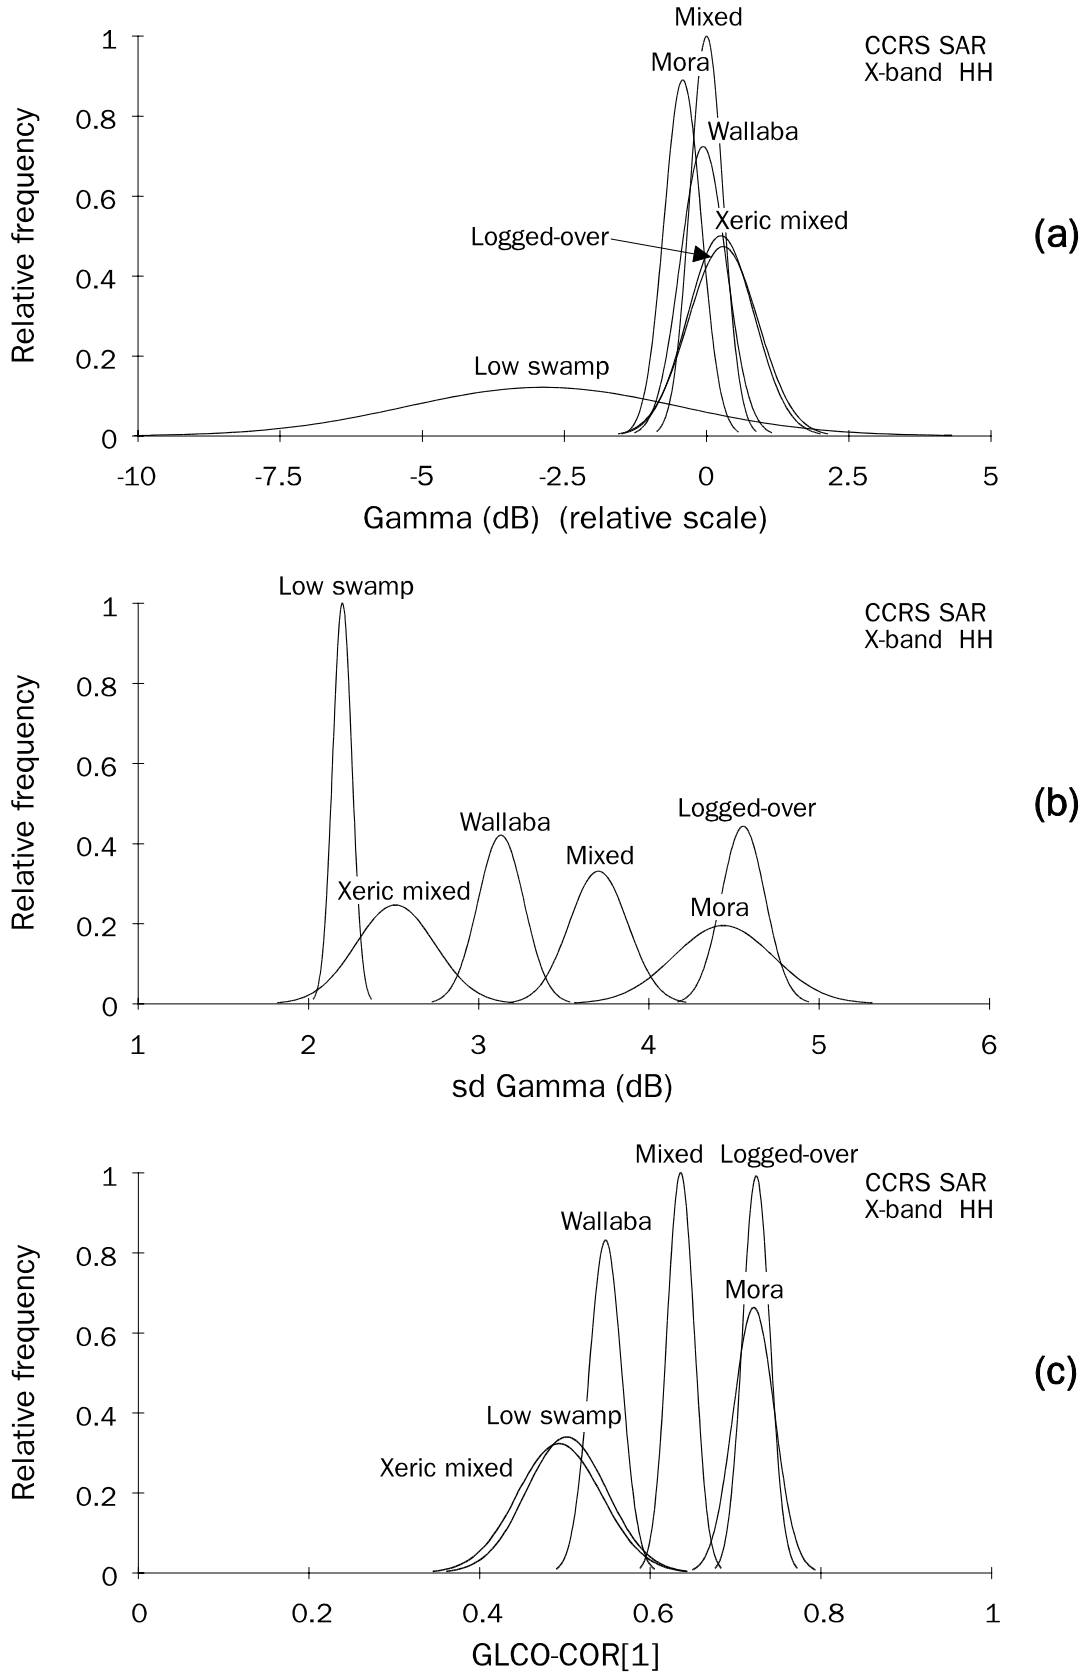 Mixed
CCRS SAR
X-band HH
Mora
Wallaba
Xeric mixed
Logged-over
Low swamp
Relative frequency
1
0.8
0.6
0.4
0.2
0
-10 -7.5 -5 -2.5 0 2.5 5
Gamma (dB) (relative scale)
(a)
Low swamp
CCRS SAR
X-band HH
Logged-over
Wallaba
Mixed
Xeric mixed
Mora
Relative frequency
1
0.8
0.6
0.4
0.2
0
1 2 3 4 5 6
sd Gamma (dB)
(b)
Mixed Logged-over
CCRS SAR
X-band HH
Wallaba
Mora
Low swamp
Xeric mixed
Relative frequency
1
0.8
0.6
0.4
0.2
0
0 0.2 0.4 0.6 0.8 1
GLCO-COR[1]
(c)